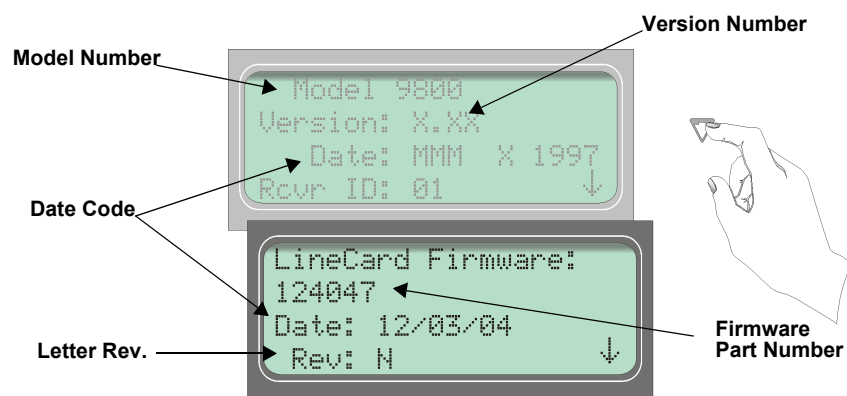 Version Number
Model Number
Model 9800
Version: X.XX
Date: MMM X 1997
Rcvr ID: 01 ↓
Date Code
LineCard Firmware:
124047
Date: 12/03/04
Rev: N ↓
Letter Rev.
Firmware
Part Number